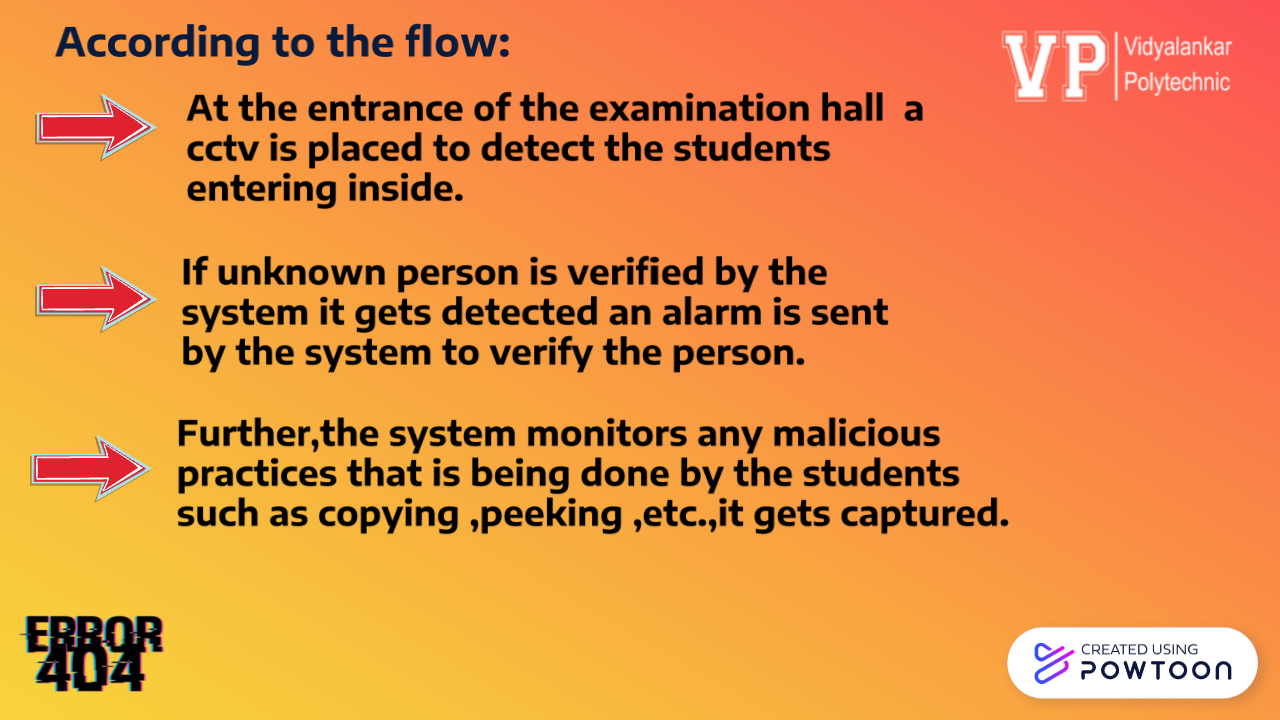 According to the flow:
VP
Vidyalankar
Polytechnic
At the entrance of the examination hall  a
cctv is placed to detect the students
entering inside.
If unknown person is verified by the
system it gets detected an alarm is sent
by the system to verify the person.
Further,the system monitors any malicious
practices that is being done by the students
such as copying ,peeking ,etc.,it gets captured.
ERROR
404
CREATED USING
POWTOON